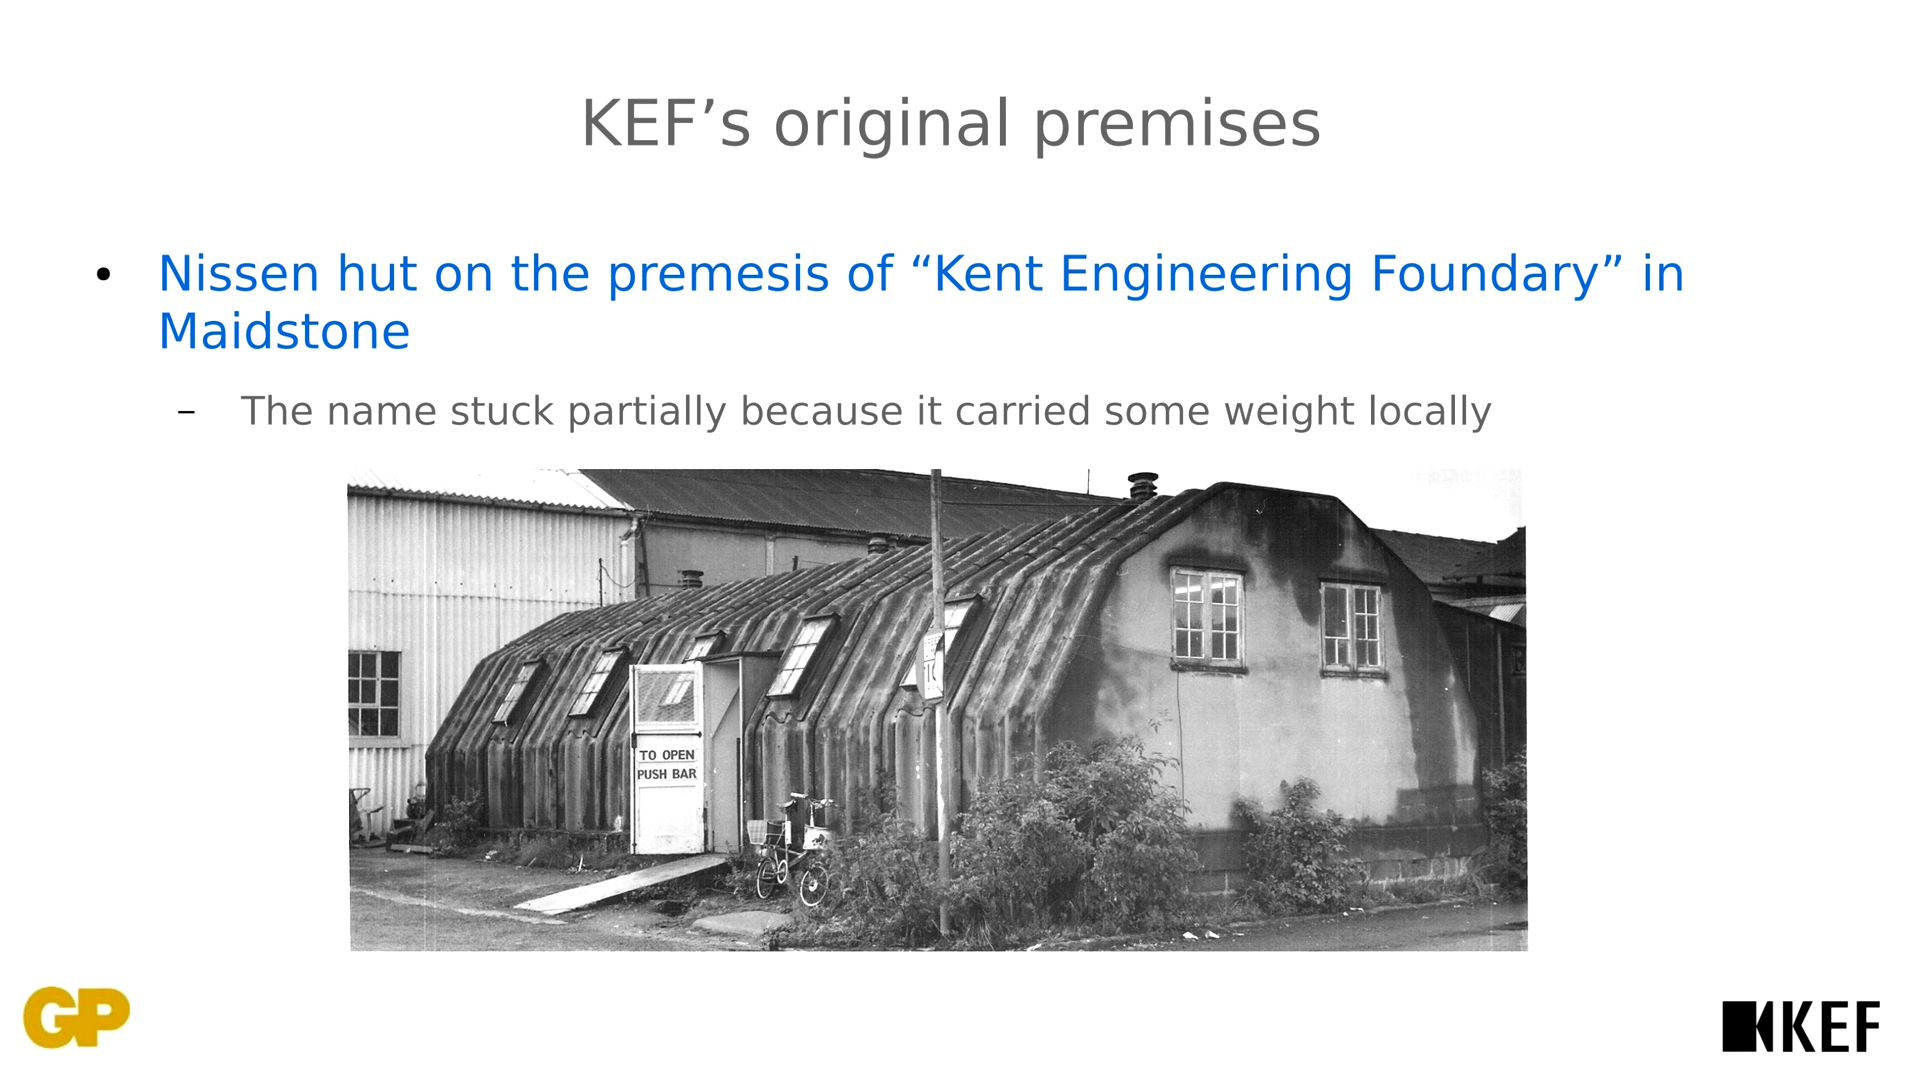 KEF’s original premises
• Nissen hut on the premesis of “Kent Engineering Foundary” in
Maidstone
– The name stuck partially because it carried some weight locally
TO OPEN
PUSH BAR
GP
KEF